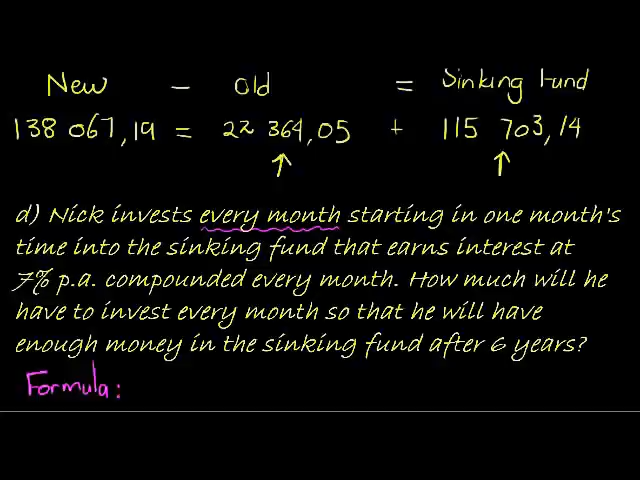 New - Old = Sinking Fund
138 067,19 = 22 364,05 + 115 703,14
d) Nick invests every month starting in one month's
time into the sinking fund that earns interest at
7% p.a. compounded every month. How much will he
have to invest every month so that he will have
enough money in the sinking fund after 6 years?
Formula: